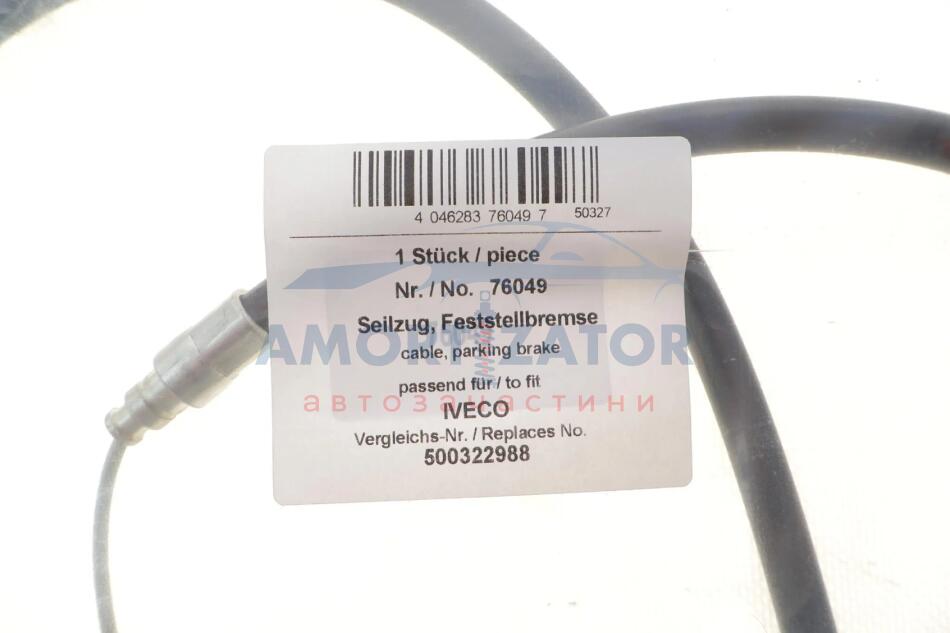 4 046283 76049 7 50327
1 Stück / piece
Nr. / No. 76049
Seilzug, Feststellbremse
AMORTIZATOR
cable, parking brake
passend für / to fit
автозапчастини
IVECO
Vergleichs-Nr. / Replaces No.
500322988